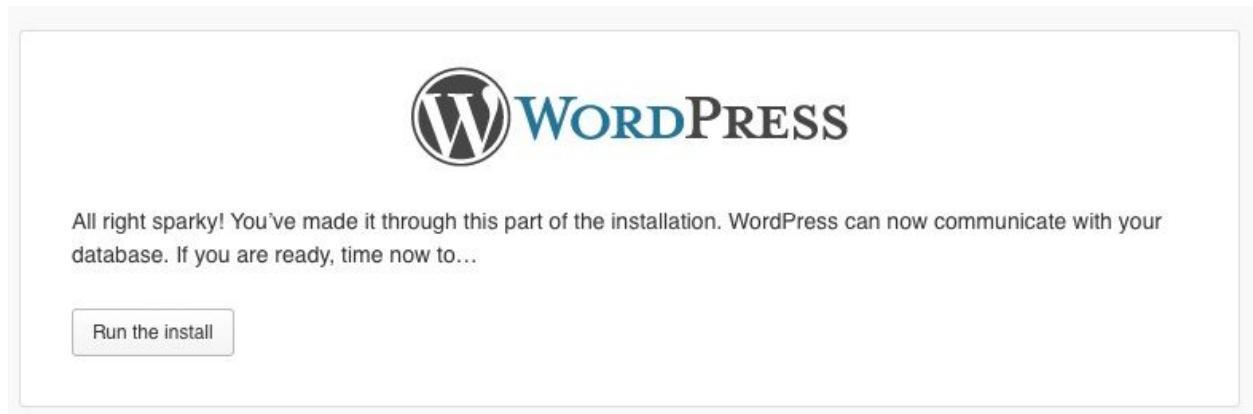 WORDPRESS
All right sparky! You’ve made it through this part of the installation. WordPress can now communicate with your
database. If you are ready, time now to…
Run the install